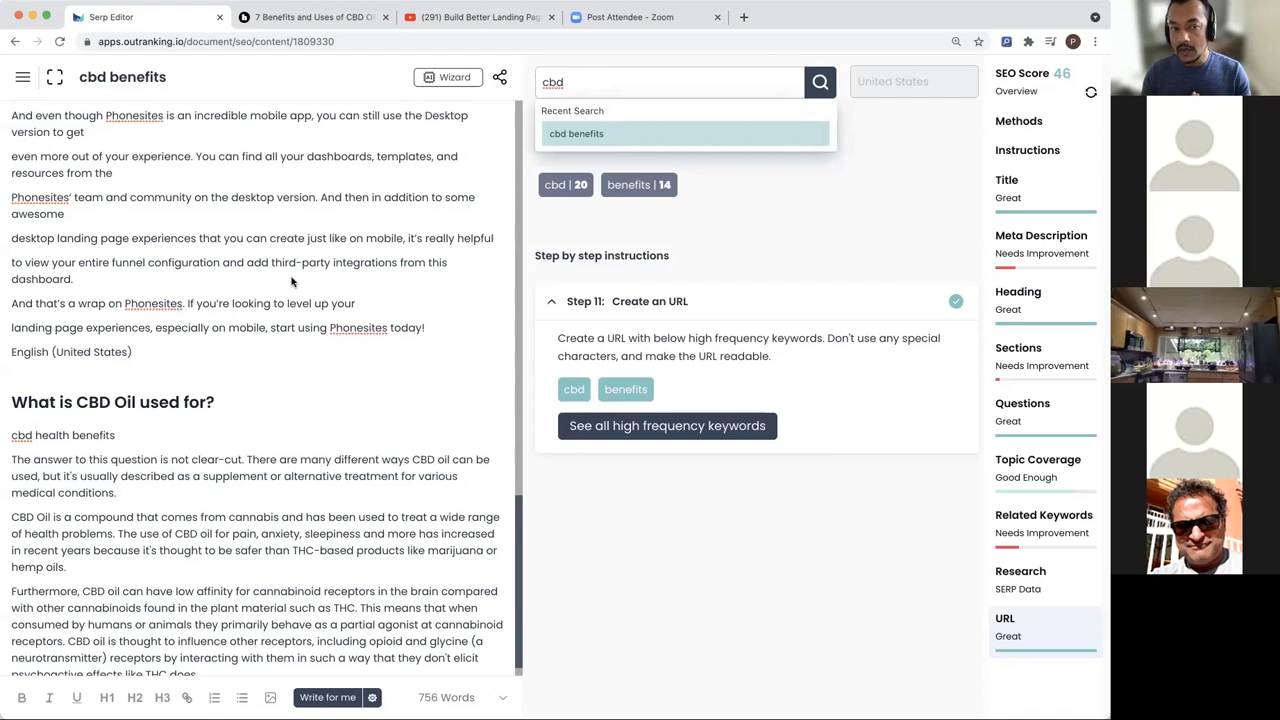 Serp Editor
7 Benefits and Uses of CBD O
(291) Build Better Landing Pag
Post Attendee - Zoom
apps.outranking.io/document/seo/content/1809330
P
cbd benefits
AI Wizard
cbd
United States
Recent Search
cbd benefits
cbd | 20
benefits | 14
And even though Phonesites is an incredible mobile app, you can still use the Desktop
version to get
even more out of your experience. You can find all your dashboards, templates, and
resources from the
Phonesites' team and community on the desktop version. And then in addition to some
awesome
desktop landing page experiences that you can create just like on mobile, it's really helpful
to view your entire funnel configuration and add third-party integrations from this
dashboard.
And that's a wrap on Phonesites. If you're looking to level up your
landing page experiences, especially on mobile, start using Phonesites today!
English (United States)
What is CBD Oil used for?
cbd health benefits
The answer to this question is not clear-cut. There are many different ways CBD oil can be
used, but it's usually described as a supplement or alternative treatment for various
medical conditions.
CBD Oil is a compound that comes from cannabis and has been used to treat a wide range
of health problems. The use of CBD oil for pain, anxiety, sleepiness and more has increased
in recent years because it's thought to be safer than THC-based products like marijuana or
hemp oils.
Furthermore, CBD oil can have low affinity for cannabinoid receptors in the brain compared
with other cannabinoids found in the plant material such as THC. This means that when
consumed by humans or animals they primarily behave as a partial agonist at cannabinoid
receptors. CBD oil is thought to influence other receptors, including opioid and glycine (a
neurotransmitter) receptors by interacting with them in such a way that they don't elicit
psychoactive effects like THC does
B I U H1 H2 H3
Write for me
756 Words
Step by step instructions
Step 11: Create an URL
Create a URL with below high frequency keywords. Don't use any special
characters, and make the URL readable.
cbd
benefits
See all high frequency keywords
SEO Score 46
Overview
Methods
Instructions
Title
Great
Meta Description
Needs Improvement
Heading
Great
Sections
Needs Improvement
Questions
Great
Topic Coverage
Good Enough
Related Keywords
Needs Improvement
Research
SERP Data
URL
Great